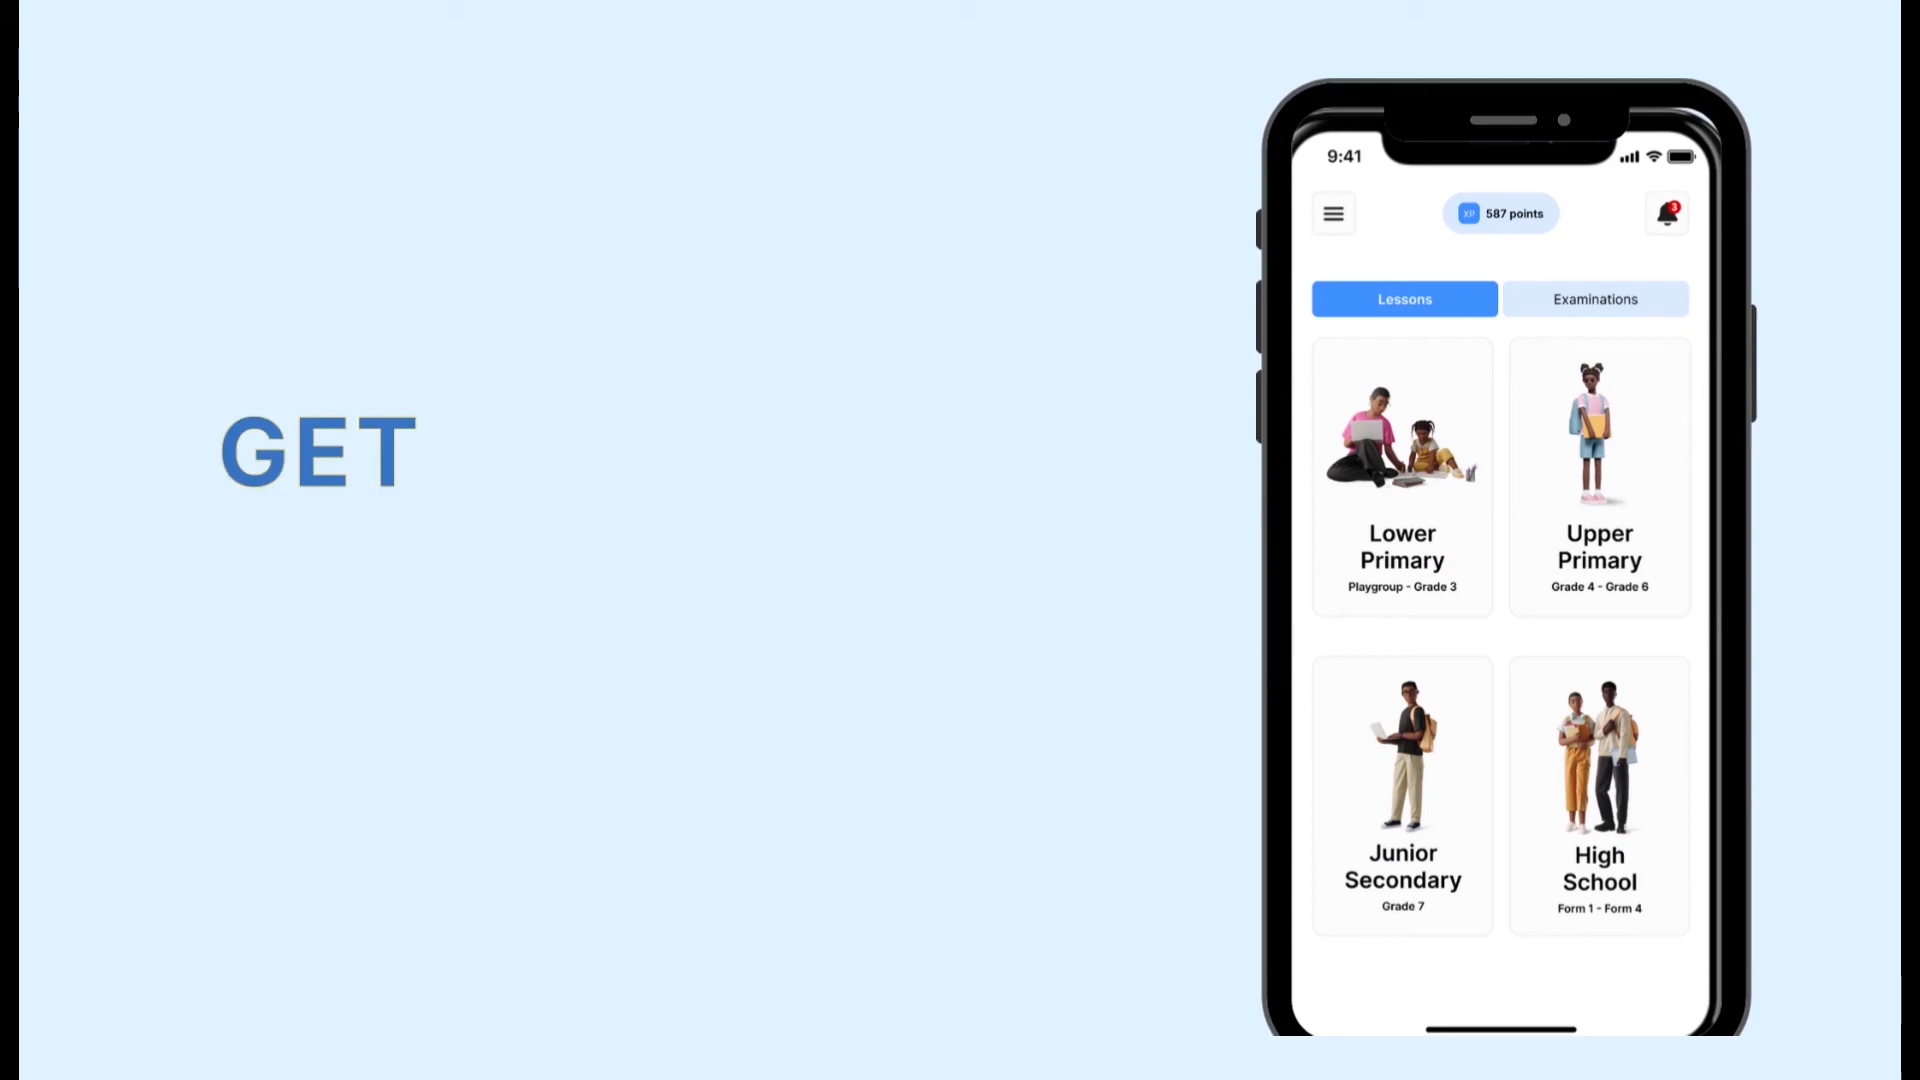 GET
9:41
XP 587 points
3
Lessons
Examinations
Lower
Primary
Playgroup - Grade 3
Upper
Primary
Grade 4 - Grade 6
Junior
Secondary
Grade 7
High
School
Form 1 - Form 4